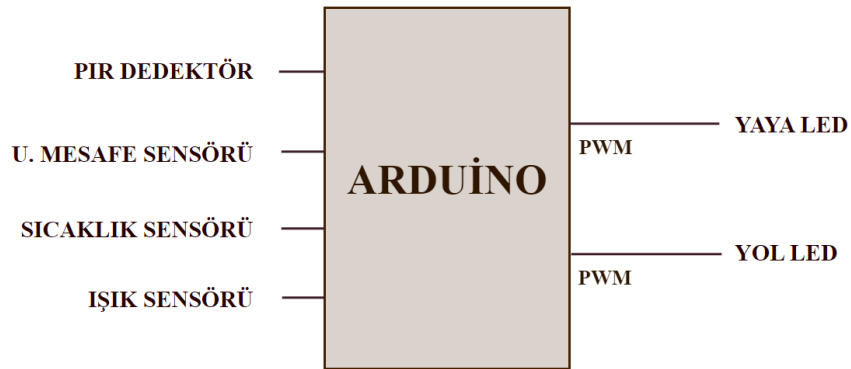 PIR DEDEKTÖR
U. MESAFE SENSÖRÜ
SICAKLIK SENSÖRÜ
IŞIK SENSÖRÜ
ARDUİNO
YAYA LED
PWM
YOL LED
PWM